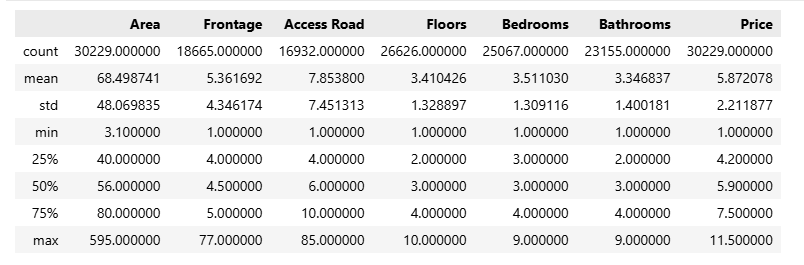 Area Frontage Access Road Floors Bedrooms Bathrooms Price
count 30229.000000 18665.000000 16932.000000 26626.000000 25067.000000 23155.000000 30229.000000
mean 68.498741 5.361692 7.853800 3.410426 3.511030 3.346837 5.872078
std 48.069835 4.346174 7.451313 1.328897 1.309116 1.400181 2.211877
min 3.100000 1.000000 1.000000 1.000000 1.000000 1.000000 1.000000
25% 40.000000 4.000000 4.000000 2.000000 3.000000 2.000000 4.200000
50% 56.000000 4.500000 6.000000 3.000000 3.000000 3.000000 5.900000
75% 80.000000 5.000000 10.000000 4.000000 4.000000 4.000000 7.500000
max 595.000000 77.000000 85.000000 10.000000 9.000000 9.000000 11.500000